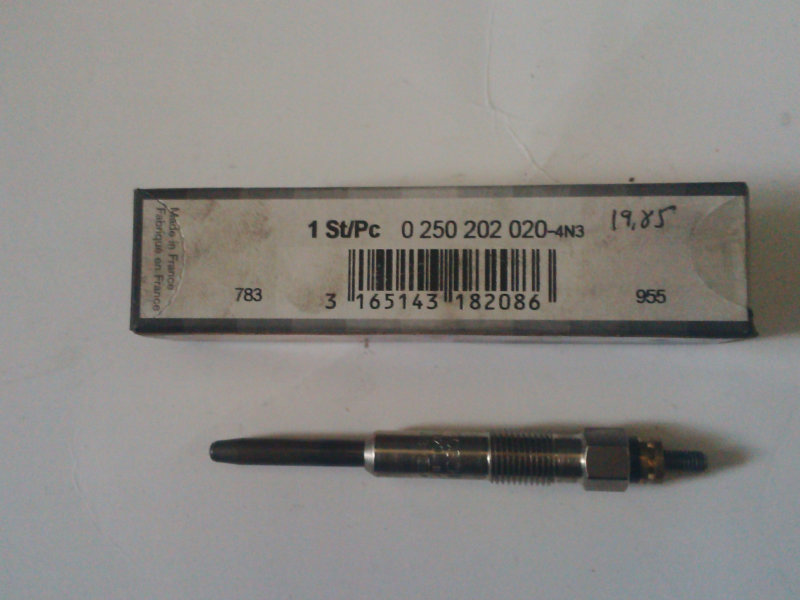 Made in France
Fabriqué en France
1 St/Pc 0 250 202 020-4N3
19,85
783
3 165143 182086
955